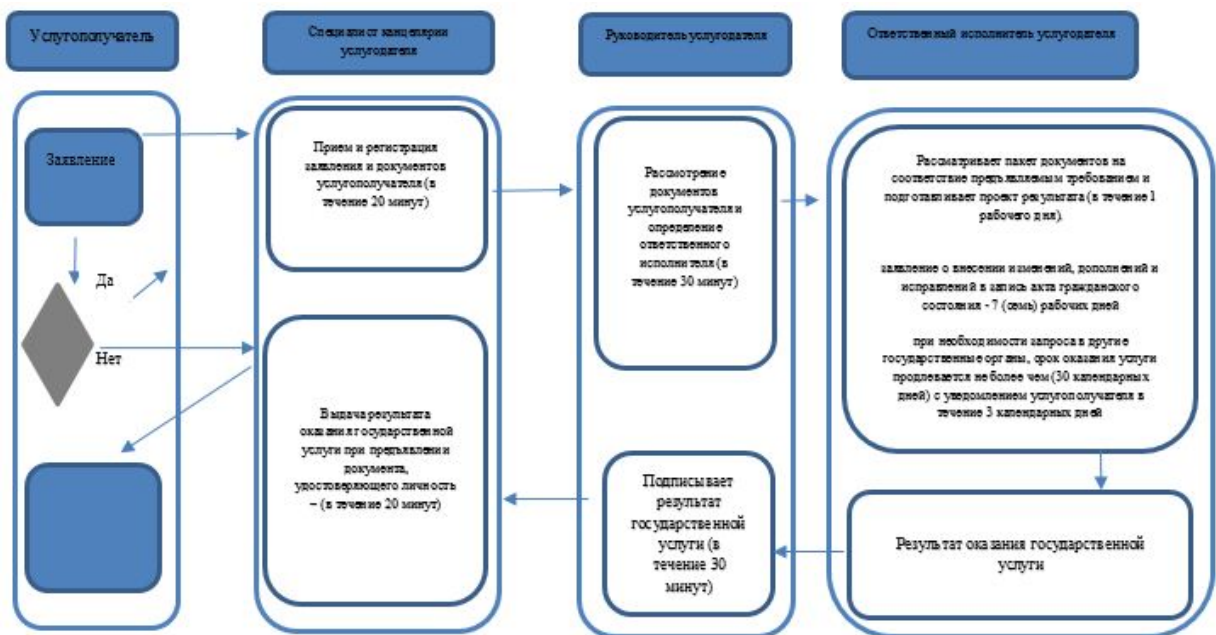 Услугополучатель
Специалист канцелярии
услугодателя
Руководитель услугодателя
Ответственный исполнитель услугодателя
Заявление
Да
Нет
Прием и регистрация
заявления и документов
услугополучателя (в
течение 20 минут)
Выдача результата
оказания государственной
услуги при предъявлении
документа,
удостоверяющего личность
– (в течение 20 минут)
Рассмотрение
документов
услугополучателя и
определение
ответственного
исполнителя (в
течение 30 минут)
Подписывает
результат
государственной
услуги (в
течение 30
минут)
Рассматривает пакет документов на
соответствие предъявляемым требованием и
подготавливает проект результата (в течение 1
рабочего дня).
заявление о внесении изменений, дополнений и
исправлений в запись акта гражданского
состояния - 7 (семь) рабочих дней
при необходимости запроса в другие
государственные органы, срок оказания услуги
продлевается не более чем (30 календарных
дней) с уведомлением услугополучателя в
течение 3 календарных дней
Результат оказания государственной
услуги